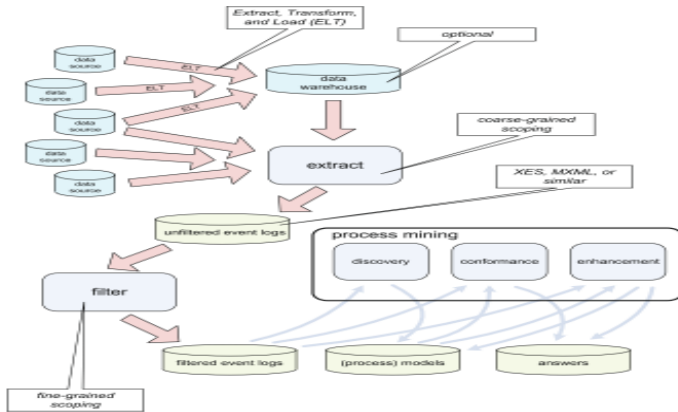 Extract, Transform,
and Load (ELT)
optional
data
source
ELT
data
source
ELT
data
warehouse
data
source
ELT
coarse-grained
scoping
data
source
extract
data
source
XES, MXML, or
similar
unfiltered event logs
process mining
discovery
conformance
enhancement
filter
filtered event logs
(process) models
answers
fine-grained
scoping